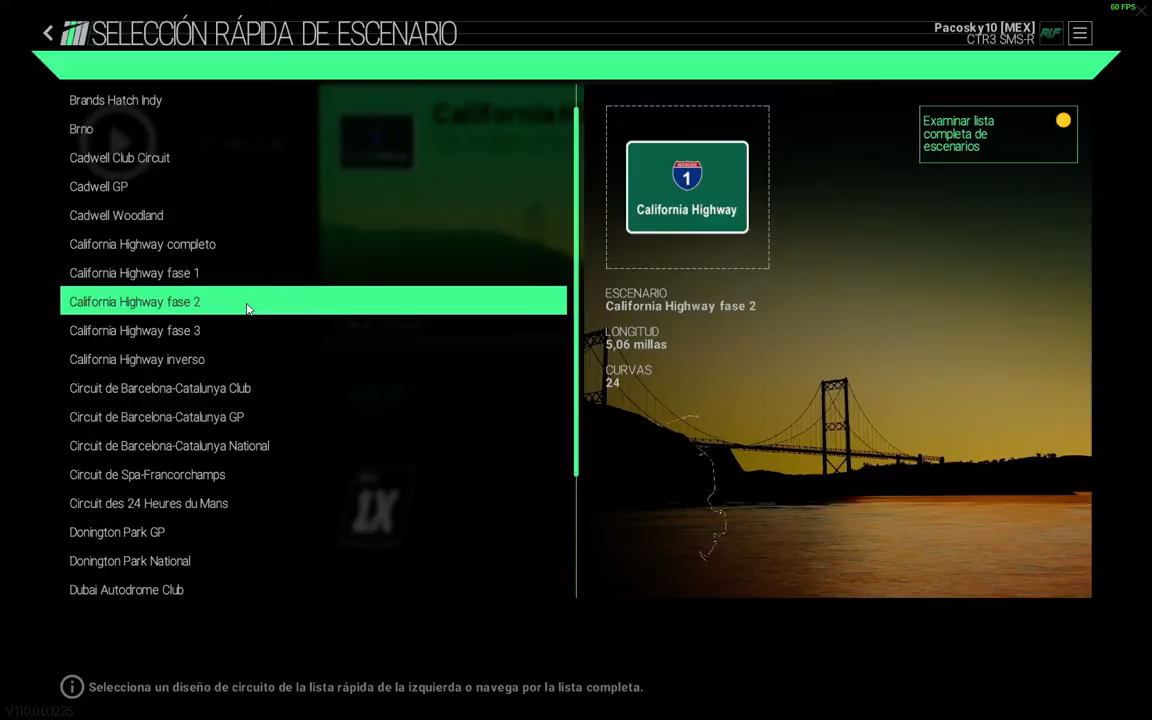 60 FPS
SELECCIÓN RÁPIDA DE ESCENARIO
Pacosky10 [MEX]
CTR3 SMS-R
Brands Hatch Indy
Brno
Cadwell Club Circuit
Cadwell GP
Cadwell Woodland
California Highway completo
California Highway fase 1
California Highway fase 2
California Highway fase 3
California Highway inverso
Circuit de Barcelona-Catalunya Club
Circuit de Barcelona-Catalunya GP
Circuit de Barcelona-Catalunya National
Circuit de Spa-Francorchamps
Circuit des 24 Heures du Mans
Donington Park GP
Donington Park National
Dubai Autodrome Club
INTERSTATE
1
California Highway
Examinar lista
completa de
escenarios
ESCENARIO
California Highway fase 2
LONGITUD
5,06 millas
CURVAS
24
Selecciona un diseño de circuito de la lista rápida de la izquierda o navega por la lista completa.